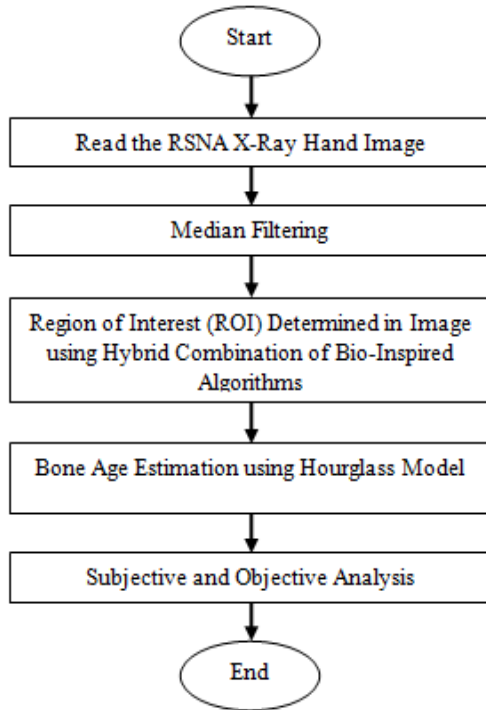 Start
Read the RSNA X-Ray Hand Image
Median Filtering
Region of Interest (ROI) Determined in Image
using Hybrid Combination of Bio-Inspired
Algorithms
Bone Age Estimation using Hourglass Model
Subjective and Objective Analysis
End